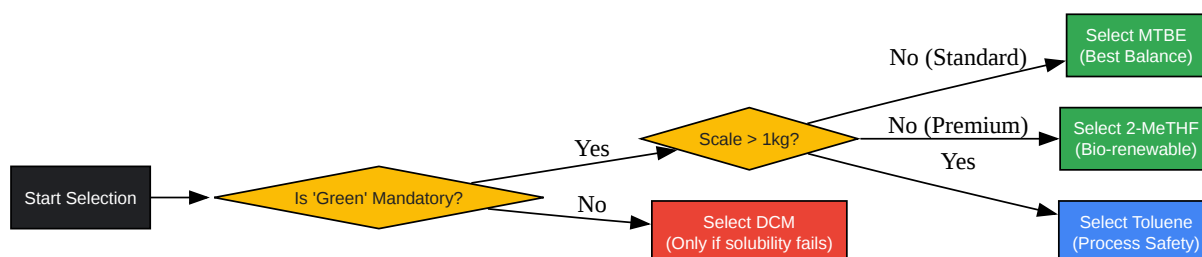 Start Selection
Is 'Green' Mandatory?
Yes
No
Scale > 1kg?
Select DCM
(Only if solubility fails)
No (Standard)
No (Premium)
Yes
Select MTBE
(Best Balance)
Select 2-MeTHF
(Bio-renewable)
Select Toluene
(Process Safety)